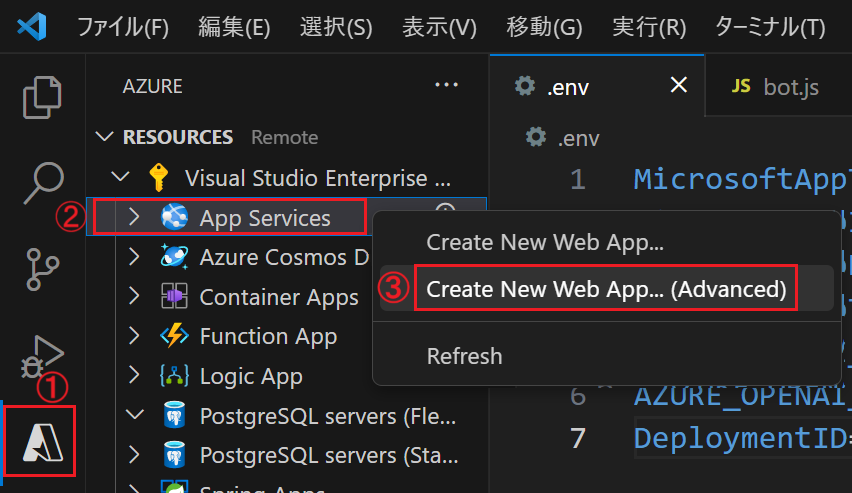 ファイル(F) 編集(E) 選択(S) 表示(V) 移動(G) 実行(R) ターミナル(T)
AZURE ...
RESOURCES Remote
Visual Studio Enterprise ...
② App Services
Azure Cosmos D
Container Apps
Function App
Logic App
PostgreSQL servers (Fle...
PostgreSQL servers (Sta...
Spring Apps
①
Create New Web App...
③ Create New Web App... (Advanced)
Refresh
.env
JS bot.js
.env
1 MicrosoftApp
6 AZURE_OPENAI_
7 DeploymentID=